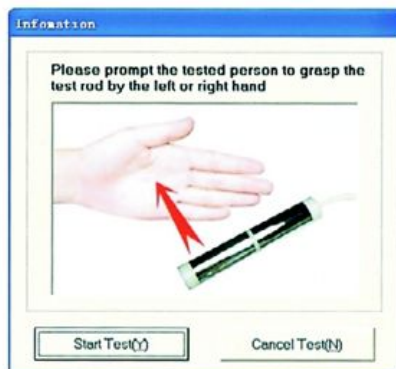 Infomation
Please prompt the tested person to grasp the
test rod by the left or right hand
Start Test(Y)
Cancel Test(N)